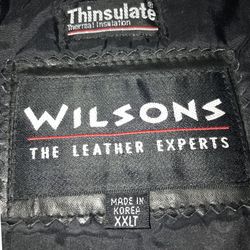 Thinsulate®
Thermal Insulation
WILSONS
THE LEATHER EXPERTS
MADE IN
KOREA
XXLT